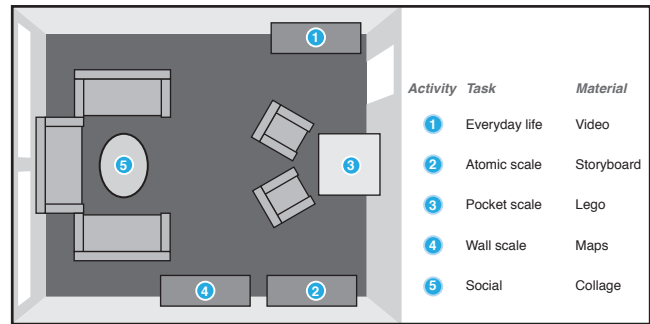 1
5
3
4
2
Activity Task Material
1 Everyday life Video
2 Atomic scale Storyboard
3 Pocket scale Lego
4 Wall scale Maps
5 Social Collage